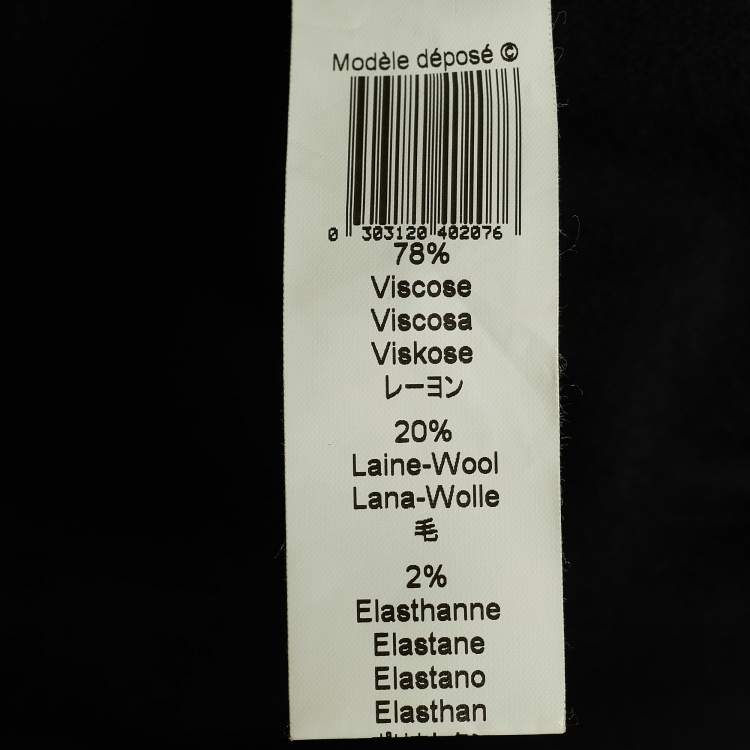 Modèle déposé ©
0 303120 402076
78%
Viscose
Viscosa
Viskose
レーヨン
20%
Laine-Wool
Lana-Wolle
毛
2%
Elasthanne
Elastane
Elastano
Elasthan